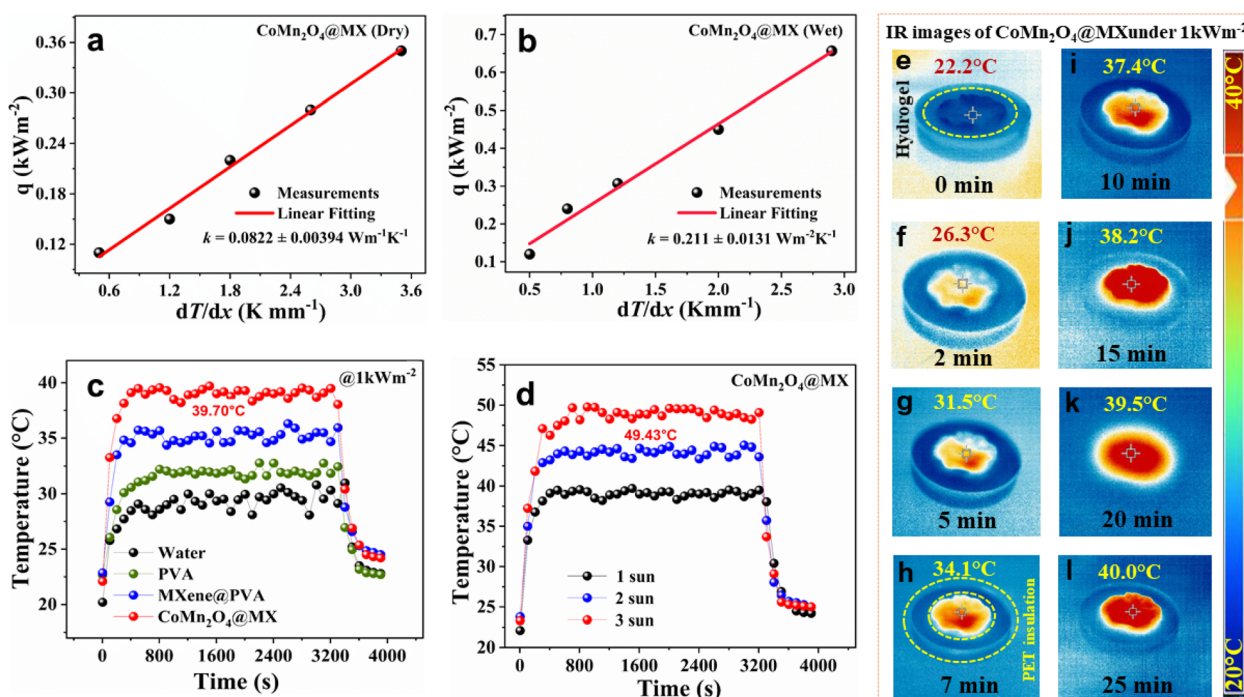 a
CoMn₂O₄@MX (Dry)
q (kWm⁻²)
0.36
0.30
0.24
0.18
0.12
Measurements
Linear Fitting
k = 0.0822 ± 0.00394 Wm⁻¹K⁻¹
0.6 1.2 1.8 2.4 3.0 3.6
dT/dx (K mm⁻¹)
b
CoMn₂O₄@MX (Wet)
q (kWm⁻²)
0.7
0.6
0.5
0.4
0.3
0.2
0.1
Measurements
Linear Fitting
k = 0.211 ± 0.0131 Wm⁻²K⁻¹
0.5 1.0 1.5 2.0 2.5 3.0
dT/dx (Kmm⁻¹)
c
@1kWm⁻²
Temperature (°C)
40
35
30
25
20
39.70°C
Water
PVA
MXene@PVA
CoMn₂O₄@MX
0 800 1600 2400 3200 4000
Time (s)
d
CoMn₂O₄@MX
Temperature (°C)
55
50
45
40
35
30
25
20
49.43°C
1 sun
2 sun
3 sun
0 800 1600 2400 3200 4000
Time (s)
IR images of CoMn₂O₄@MXunder 1kWm⁻²
e
22.2°C
Hydrogel
0 min
i
37.4°C
10 min
f
26.3°C
2 min
j
38.2°C
15 min
g
31.5°C
5 min
k
39.5°C
20 min
h
34.1°C
PET insulation
7 min
l
40.0°C
25 min
40°C
20°C